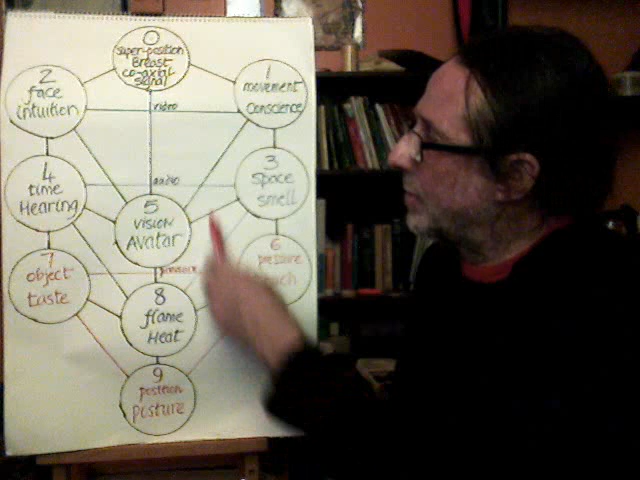 0
super-position
Breast
co-axial
signal
2
face
intuition
1
movement
Conscience
video
4
time
Hearing
audio
3
Space
smell
5
VISION
AVATAR
7
object
taste
6
pressure
8
flame
Heat
9
position
posture